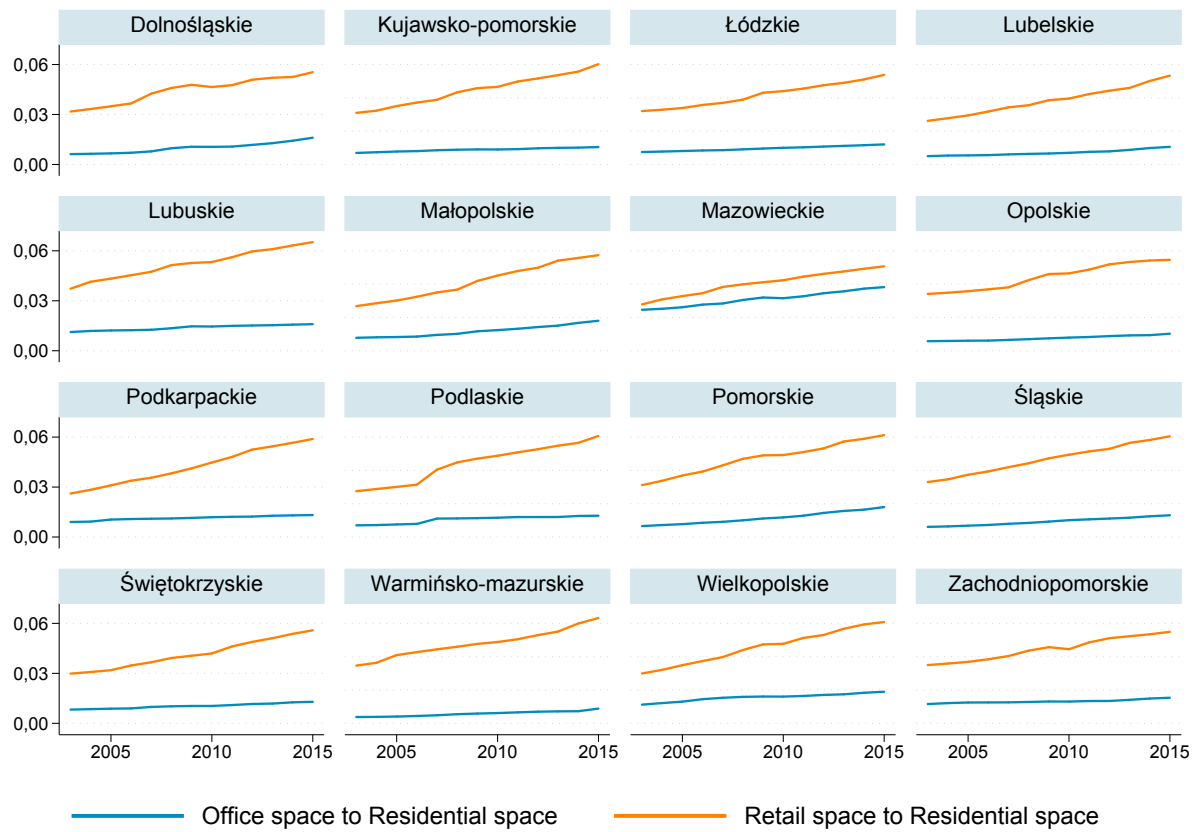 Dolnośląskie Kujawsko-pomorskie Łódzkie Lubelskie
0,06
0,03
0,00
Lubuskie Małopolskie Mazowieckie Opolskie
0,06
0,03
0,00
Podkarpackie Podlaskie Pomorskie Śląskie
0,06
0,03
0,00
Świętokrzyskie Warmińsko-mazurskie Wielkopolskie Zachodniopomorskie
0,06
0,03
0,00
2005 2010 2015 2005 2010 2015 2005 2010 2015 2005 2010 2015
Office space to Residential space Retail space to Residential space